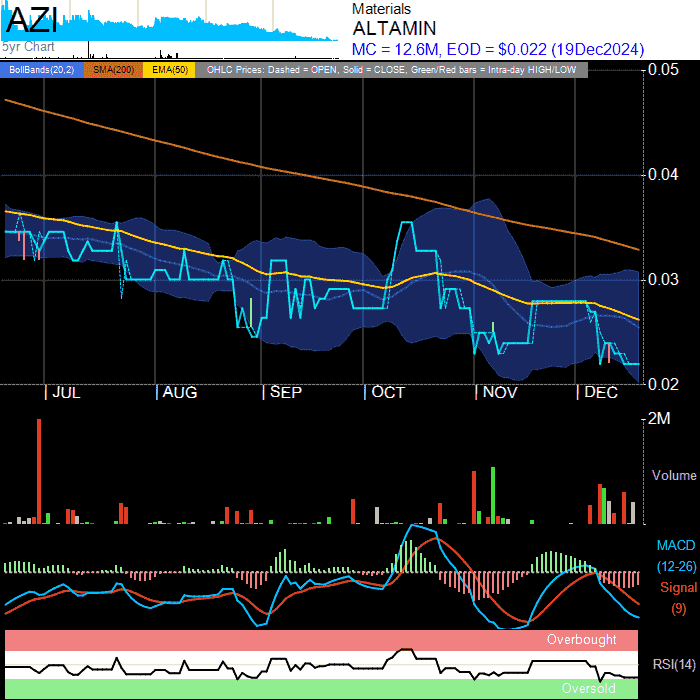 AZI
5yr Chart
Materials
ALTAMIN
MC = 12.6M, EOD = $0.022 (19Dec2024)
BollBands(20,2) SMA(200) EMA(50) OHLC Prices: Dashed = OPEN, Solid = CLOSE, Green/Red bars = Intra-day HIGH/LOW
0.05
0.04
0.03
0.02
JUL AUG SEP OCT NOV DEC
2M
Volume
MACD
(12-26)
Signal
(9)
Overbought
RSI(14)
Oversold